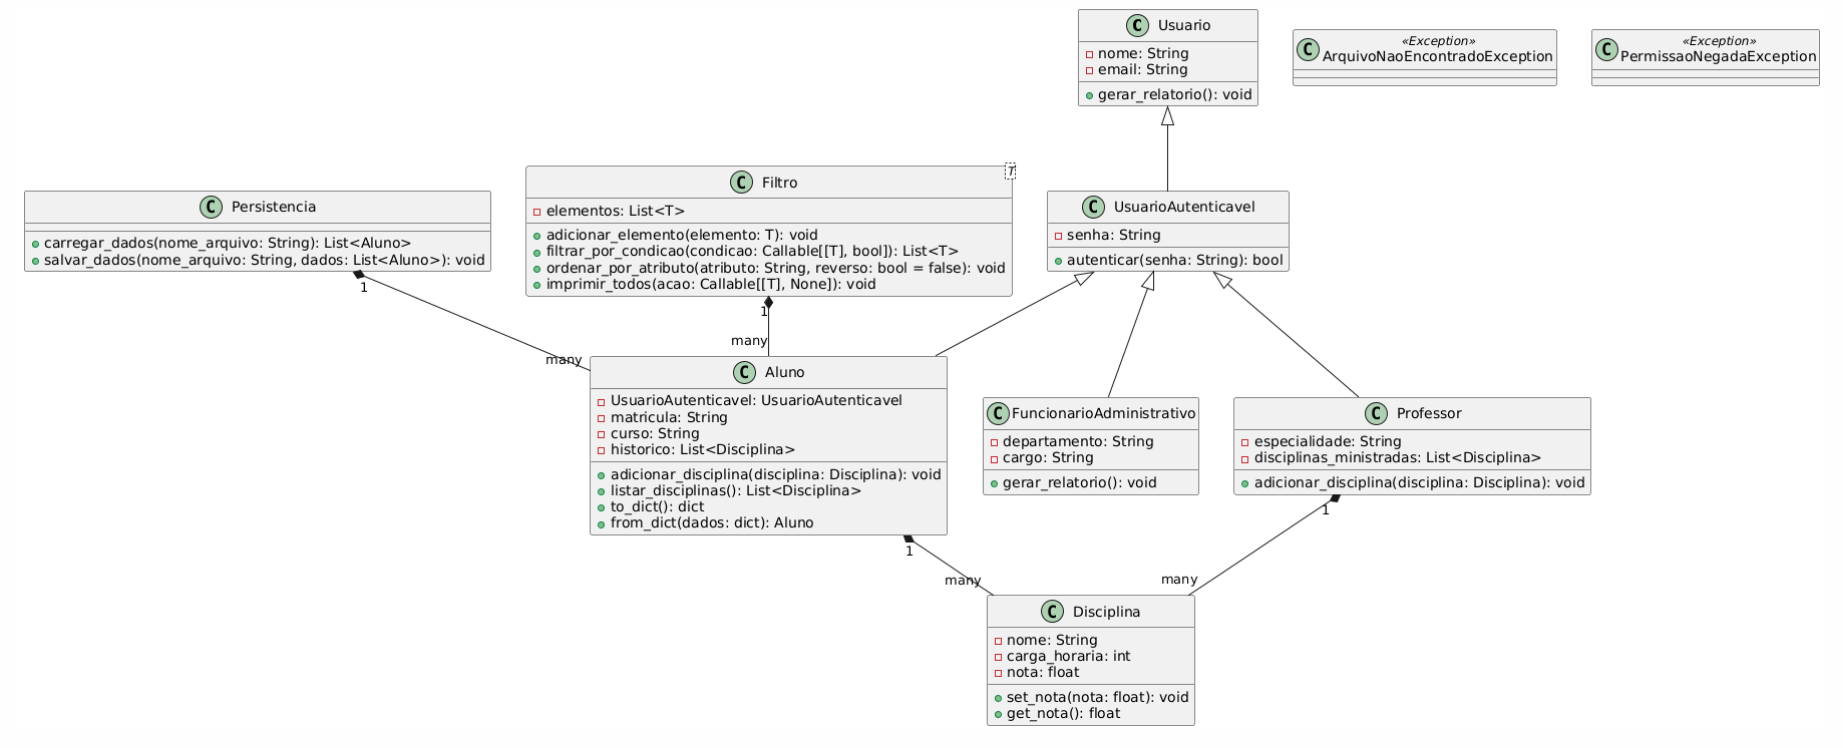 C Usuario
nome: String
email: String
gerar_relatorio(): void
C «Exception»
ArquivoNaoEncontradoException
C «Exception»
PermissaoNegadaException
C Persistencia
carregar_dados(nome_arquivo: String): List<Aluno>
salvar_dados(nome_arquivo: String, dados: List<Aluno>): void
C Filtro
T
elementos: List<T>
adicionar_elemento(elemento: T): void
filtrar_por_condicao(condicao: Callable[[T], bool]): List<T>
ordenar_por_atributo(atributo: String, reverso: bool = false): void
imprimir_todos(acao: Callable[[T], None]): void
C UsuarioAutenticavel
senha: String
autenticar(senha: String): bool
1
many
1
many
C Aluno
UsuarioAutenticavel: UsuarioAutenticavel
matricula: String
curso: String
historico: List<Disciplina>
adicionar_disciplina(disciplina: Disciplina): void
listar_disciplinas(): List<Disciplina>
to_dict(): dict
from_dict(dados: dict): Aluno
C FuncionarioAdministrativo
departamento: String
cargo: String
gerar_relatorio(): void
C Professor
especialidade: String
disciplinas_ministradas: List<Disciplina>
adicionar_disciplina(disciplina: Disciplina): void
1
many
1
many
C Disciplina
nome: String
carga_horaria: int
nota: float
set_nota(nota: float): void
get_nota(): float